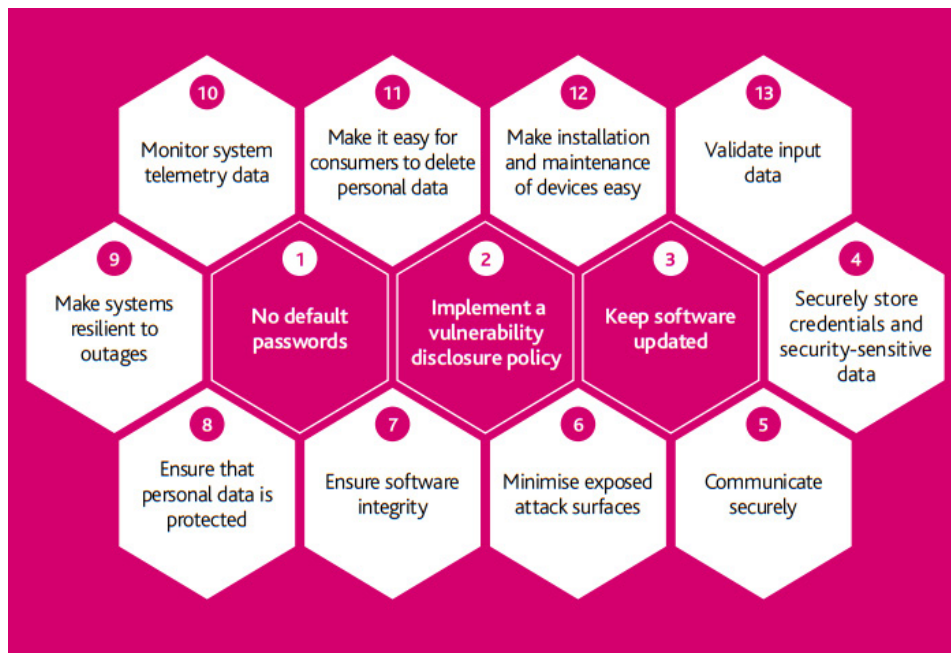 10
Monitor system
telemetry data
11
Make it easy for
consumers to delete
personal data
12
Make installation
and maintenance
of devices easy
13
Validate input
data
9
Make systems
resilient to
outages
1
No default
passwords
2
Implement a
vulnerability
disclosure policy
3
Keep software
updated
4
Securely store
credentials and
security-sensitive
data
8
Ensure that
personal data is
protected
7
Ensure software
integrity
6
Minimise exposed
attack surfaces
5
Communicate
securely